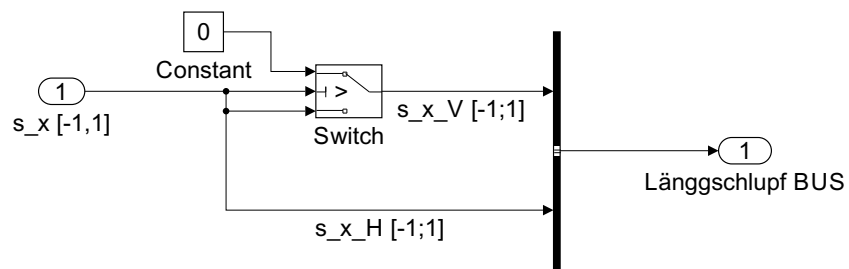 0
Constant
1
s_x [-1,1]
>
Switch
s_x_V [-1;1]
1
Länggschlupf BUS
s_x_H [-1;1]